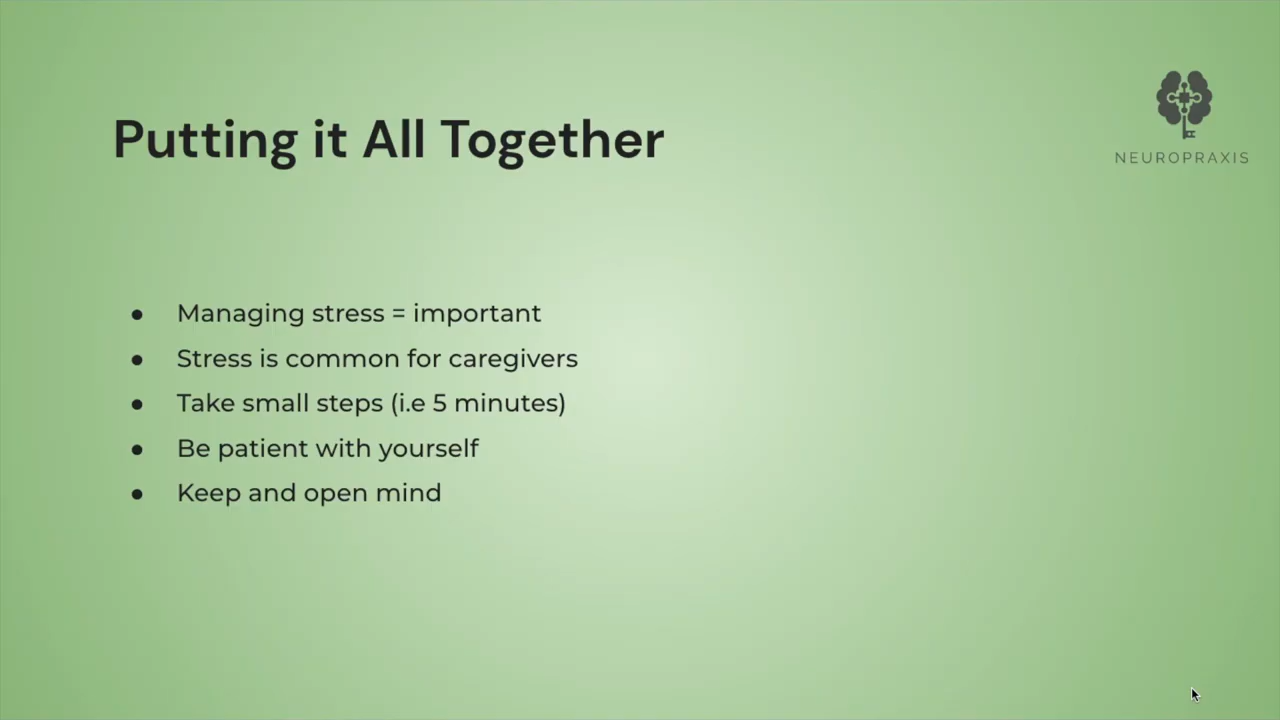 Putting it All Together
NEUROPRAXIS
● Managing stress = important
● Stress is common for caregivers
● Take small steps (i.e 5 minutes)
● Be patient with yourself
● Keep and open mind